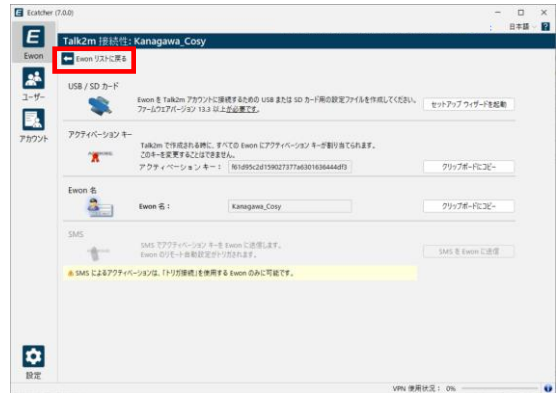 Ecatcher (7.0.0)
日本語
Ewon
ユーザー
アカウント
設定
Talk2m 接続性: Kanagawa_Cosy
Ewon リストに戻る
USB / SD カード
Ewon を Talk2m アカウントに接続するための USB または SD カード用の設定ファイルを作成してください。
ファームウェアバージョン 13.3 以上が必要です。
セットアップ ウィザードを起動
アクティベーション キー
Talk2m で作成される時に、すべての Ewon にアクティベーション キーが割り当てられます。
このキーを変更することはできません。
アクティベーションキー: f61d95c2d159027377a6301636444df3
クリップボードにコピー
Ewon 名
Ewon 名: Kanagawa_Cosy
クリップボードにコピー
SMS
SMS でアクティベーション キーを Ewon に送信します。
Ewon のリモート自動設定がトリガされます。
SMS を Ewon に送信
SMS によるアクティベーションは、「トリガ接続」を使用する Ewon のみに可能です。
VPN 使用状況: 0%